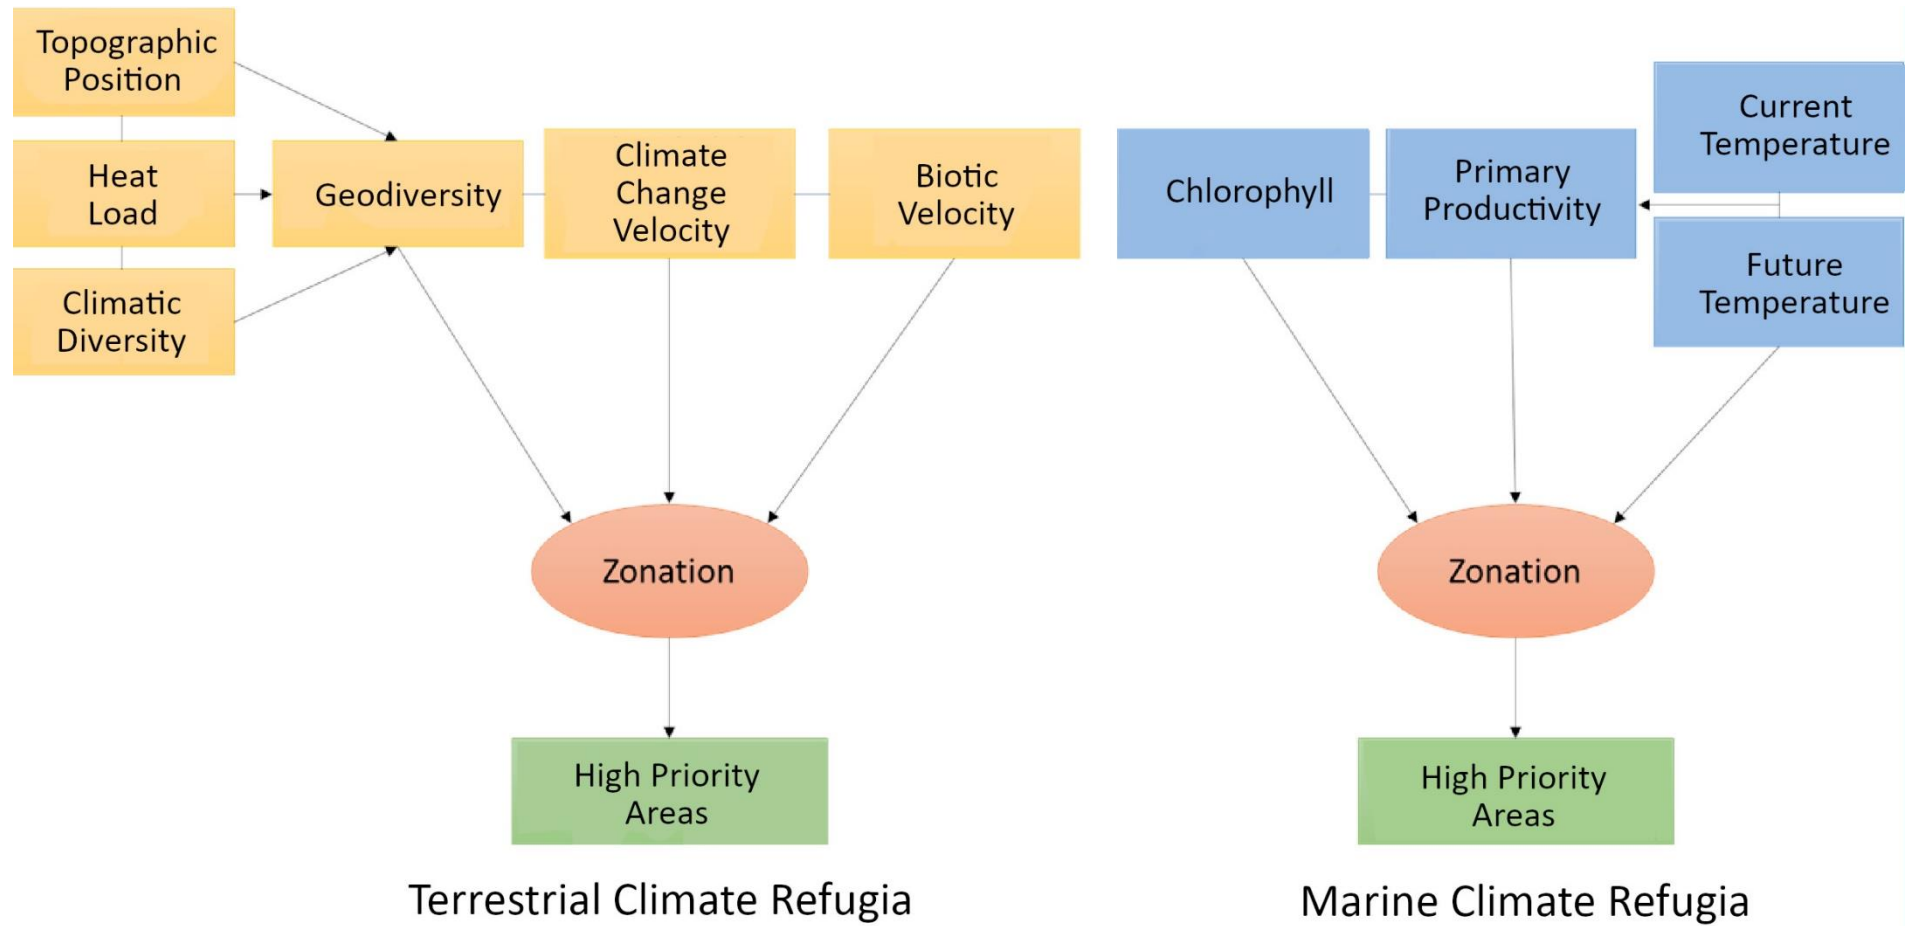 Topographic
Position
Heat
Load
Climatic
Diversity
Geodiversity
Climate
Change
Velocity
Biotic
Velocity
Zonation
High Priority
Areas
Terrestrial Climate Refugia
Chlorophyll
Primary
Productivity
Current
Temperature
Future
Temperature
Zonation
High Priority
Areas
Marine Climate Refugia